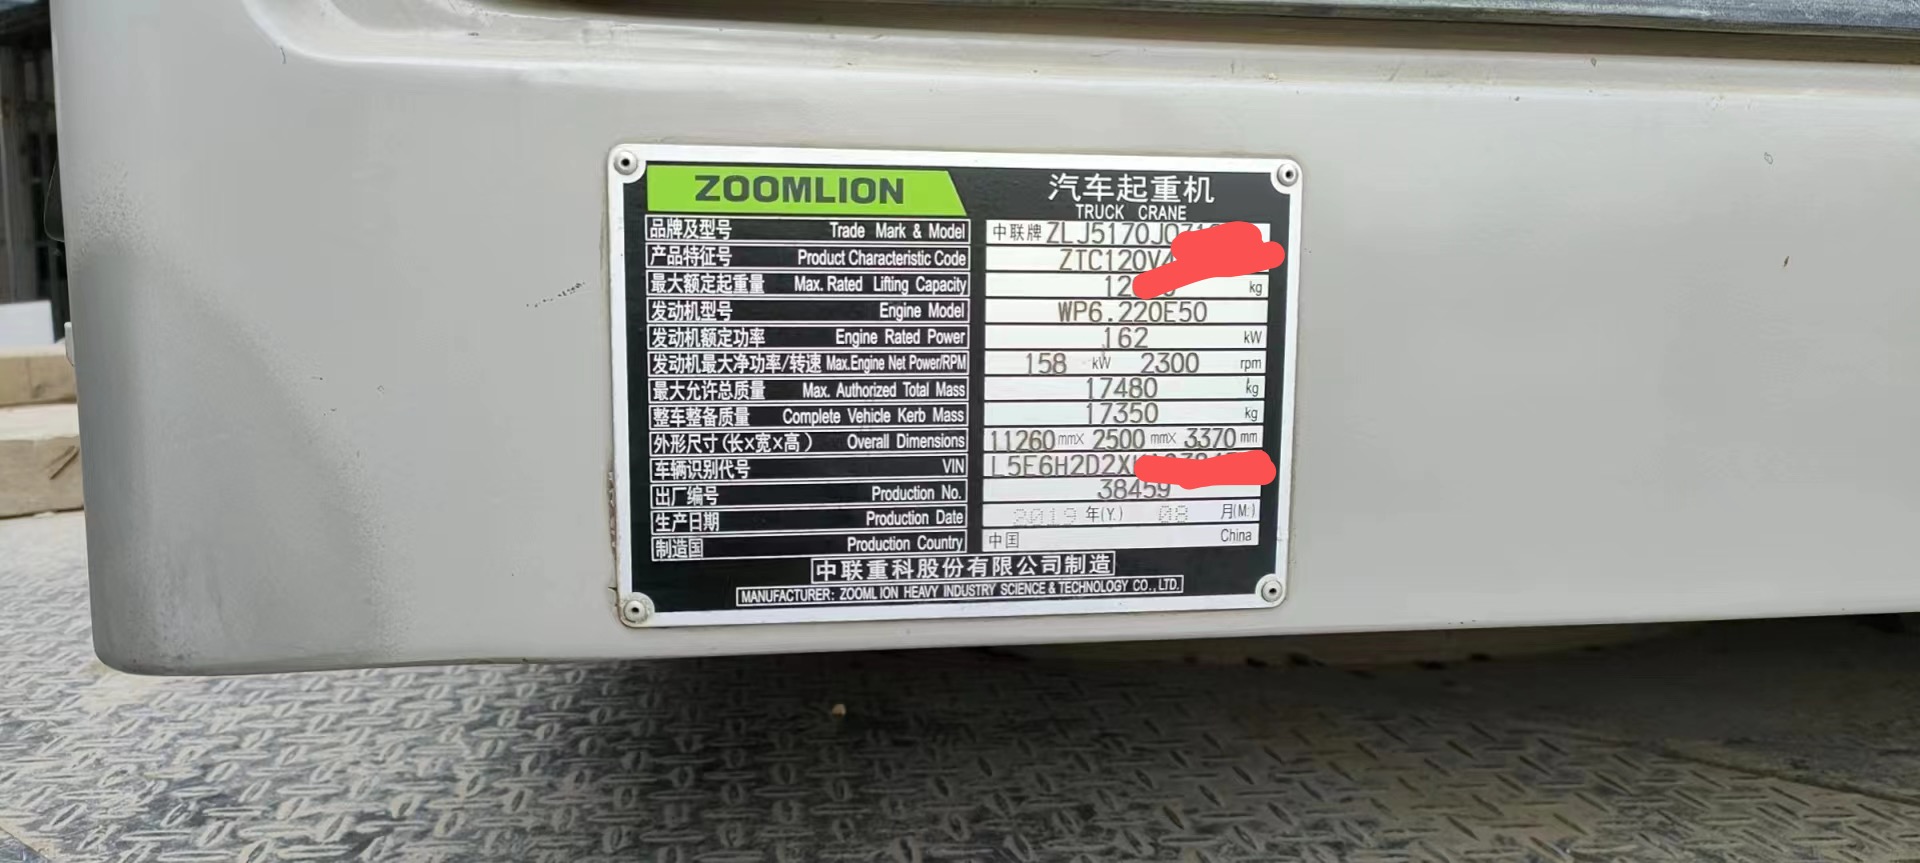 ZOOMLION 汽车起重机
TRUCK CRANE
品牌及型号 Trade Mark & Model 中联牌 ZLJ5170JQZ1
产品特征号 Product Characteristic Code ZTC120V4
最大额定起重量 Max. Rated Lifting Capacity 12 kg
发动机型号 Engine Model WP6.220E50
发动机额定功率 Engine Rated Power 162 kW
发动机最大净功率/转速 Max.Engine Net Power/RPM 158 kW 2300 rpm
最大允许总质量 Max. Authorized Total Mass 17480 kg
整车整备质量 Complete Vehicle Kerb Mass 17350 kg
外形尺寸(长×宽×高) Overall Dimensions 11260mm× 2500 mm× 3370 mm
车辆识别代号 VIN L5E6H2D2X
出厂编号 Production No. 38459
生产日期 Production Date 2019 年(Y.) 08 月(M.)
制造国 Production Country 中国 China
中联重科股份有限公司制造
MANUFACTURER: ZOOMLION HEAVY INDUSTRY SCIENCE & TECHNOLOGY CO., LTD.